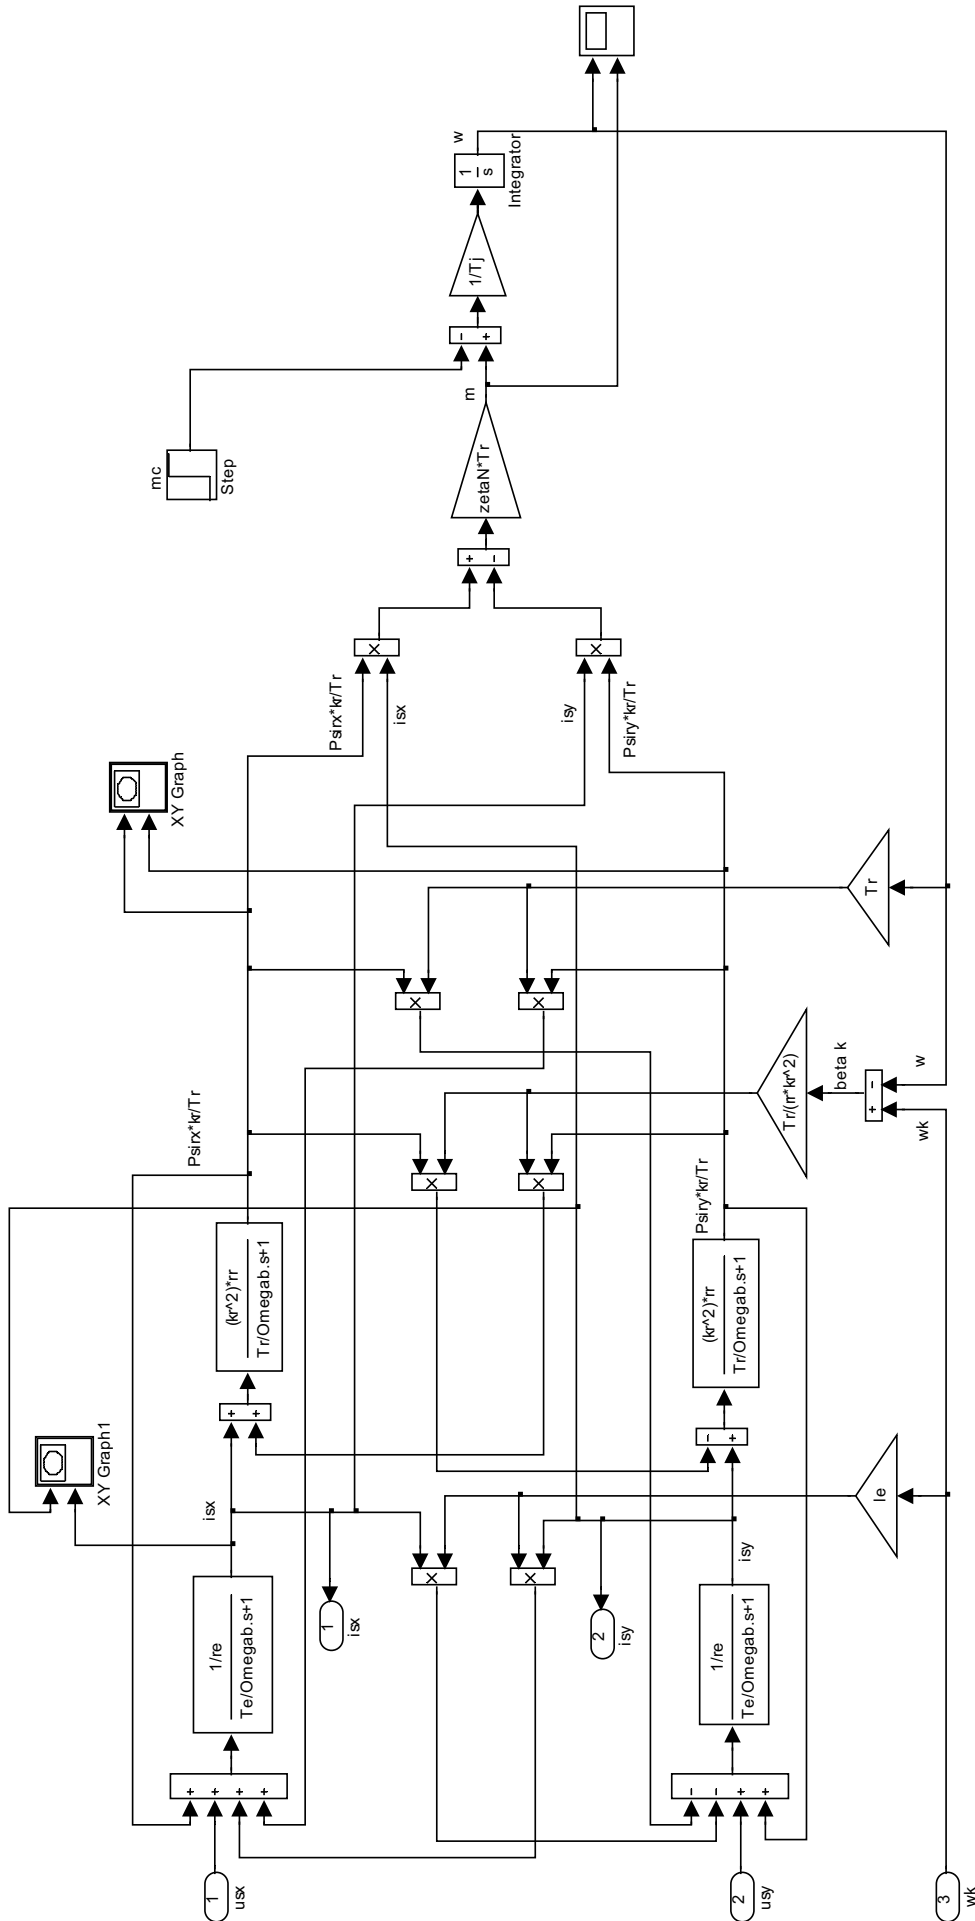 XY Graph1
XY Graph
mc
Step
Psirx*kr/Tr
1
usx
+
+
+
+
1/re
Te/Omegab.s+1
isx
+
+
(kr^2)*rr
Tr/Omegab.s+1
Psirx*kr/Tr
isx
1
isx
×
×
×
×
×
×
×
×
isy
Psiry*kr/Tr
+
-
zetaN*Tr
m
-
+
1/Tj
1
s
w
Integrator
2
isy
2
usy
-
-
+
+
1/re
Te/Omegab.s+1
isy
-
+
(kr^2)*rr
Tr/Omegab.s+1
Psiry*kr/Tr
Tr/(rr*kr^2)
beta k
+
-
wk
w
le
Tr
3
wk